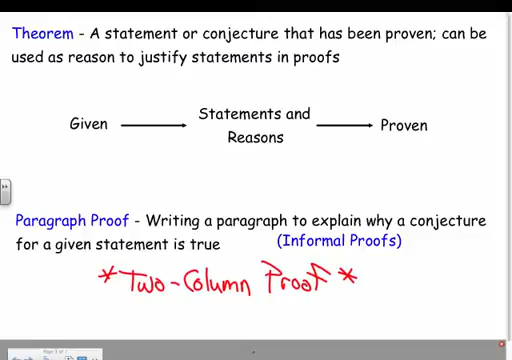 Theorem - A statement or conjecture that has been proven; can be
used as reason to justify statements in proofs
Given
Statements and
Reasons
Proven
Paragraph Proof - Writing a paragraph to explain why a conjecture
for a given statement is true
(Informal Proofs)
*Two-Column Proof*